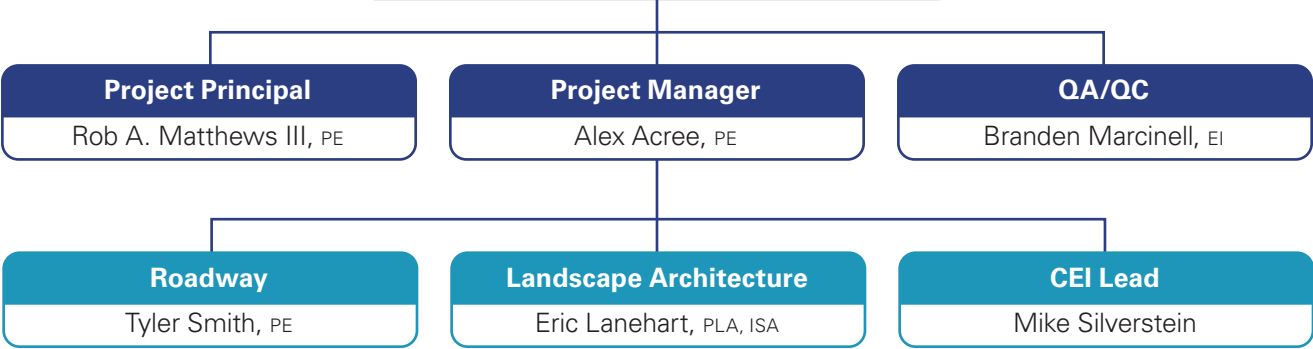 Project Principal
Rob A. Matthews III, PE
Project Manager
Alex Acree, PE
QA/QC
Branden Marcinell, EI
Roadway
Tyler Smith, PE
Landscape Architecture
Eric Lanehart, PLA, ISA
CEI Lead
Mike Silverstein